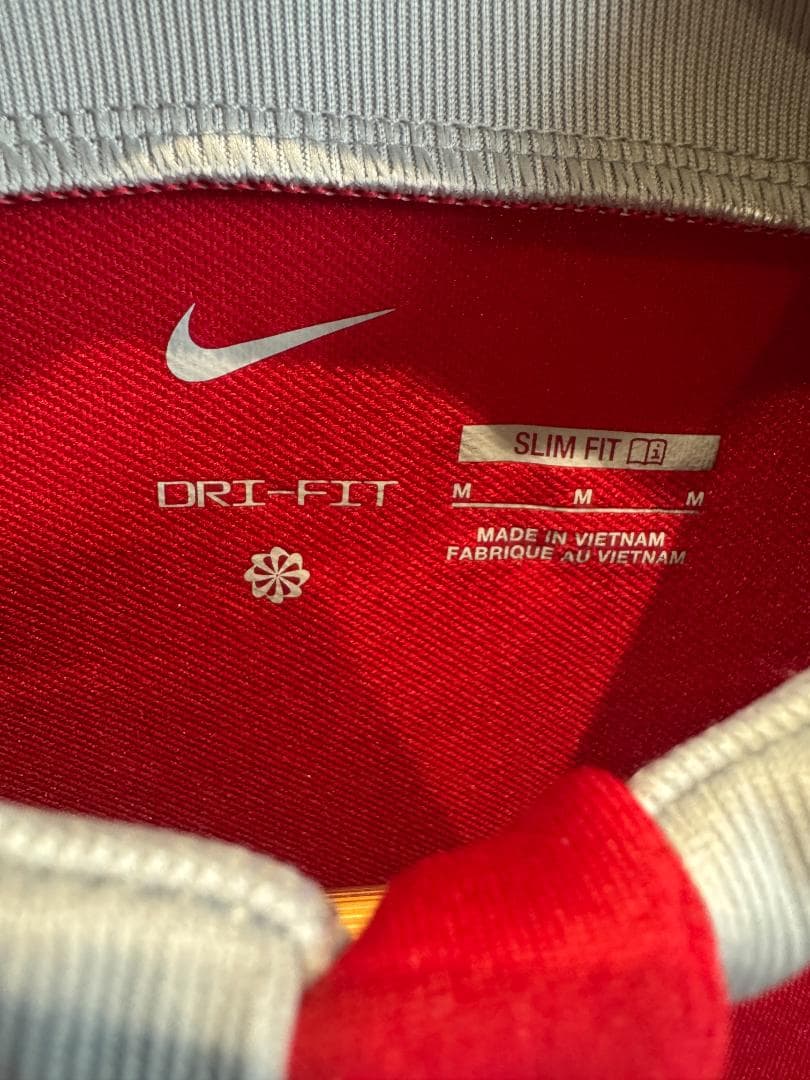 SLIM FIT
DRI-FIT
M M M
MADE IN VIETNAM
FABRIQUE AU VIETNAM